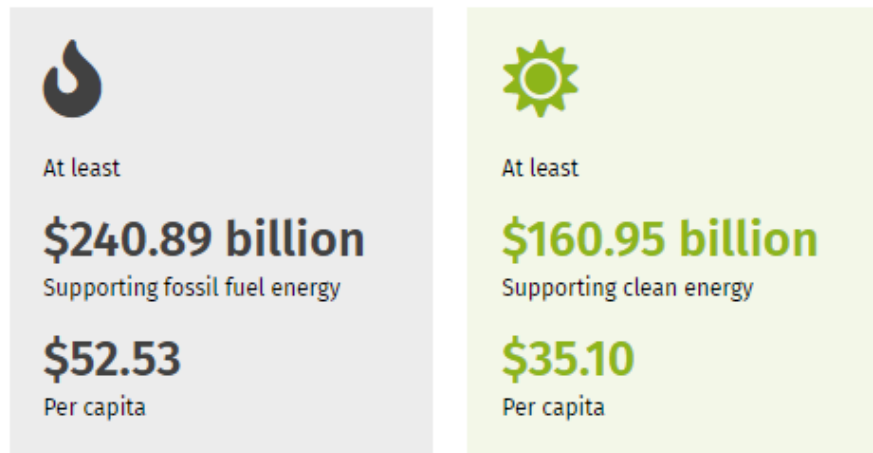 At least
$240.89 billion
Supporting fossil fuel energy
$52.53
Per capita
At least
$160.95 billion
Supporting clean energy
$35.10
Per capita